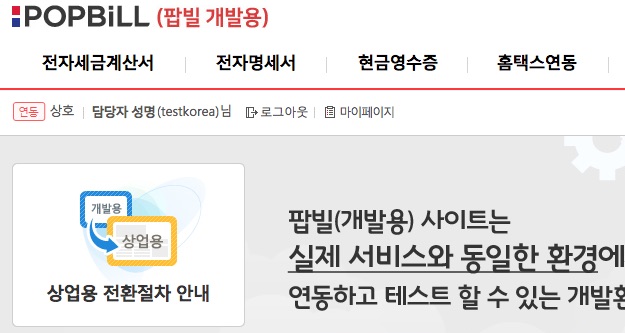 POPBiLL (팝빌 개발용)
전자세금계산서 전자명세서 현금영수증 홈택스연동
연동 상호 담당자 성명(testkorea)님 로그아웃 마이페이지
개발용
상업용
상업용 전환절차 안내
팝빌(개발용) 사이트는
실제 서비스와 동일한 환경에
연동하고 테스트 할 수 있는 개발환